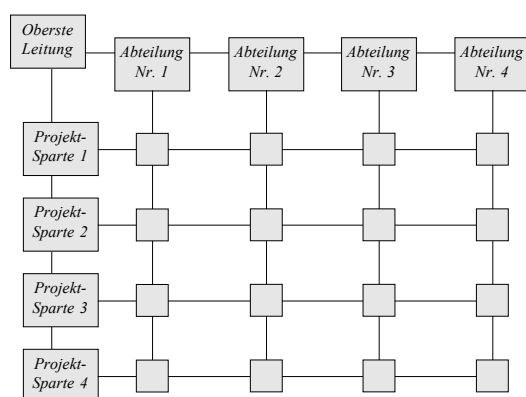 Oberste
Leitung
Abteilung
Nr. 1
Abteilung
Nr. 2
Abteilung
Nr. 3
Abteilung
Nr. 4
Projekt-
Sparte 1
Projekt-
Sparte 2
Projekt-
Sparte 3
Projekt-
Sparte 4